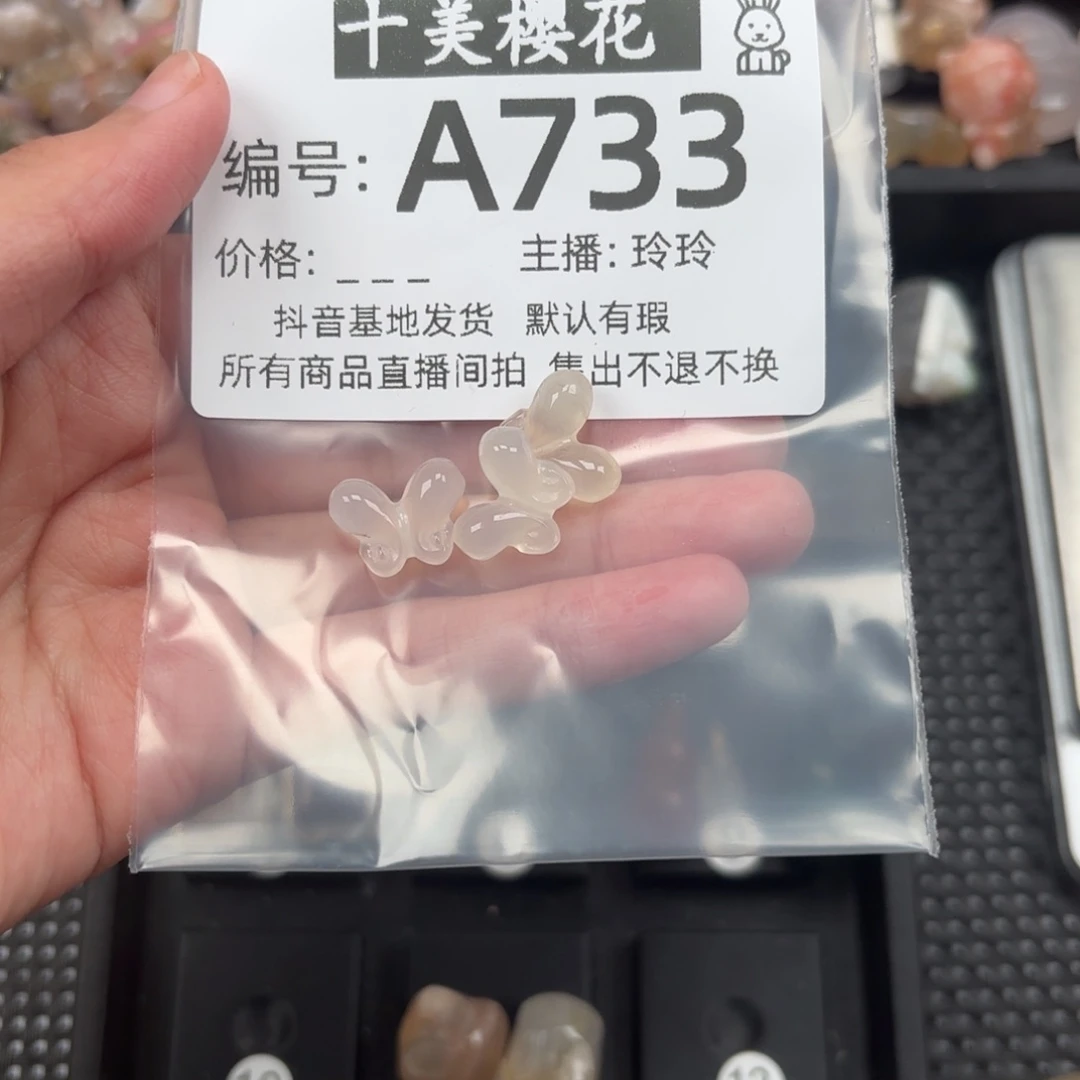 十美樱花
编号: A733
价格: _ _ _ 主播: 玲玲
抖音基地发货 默认有瑕
所有商品直播间拍 售出不退不换